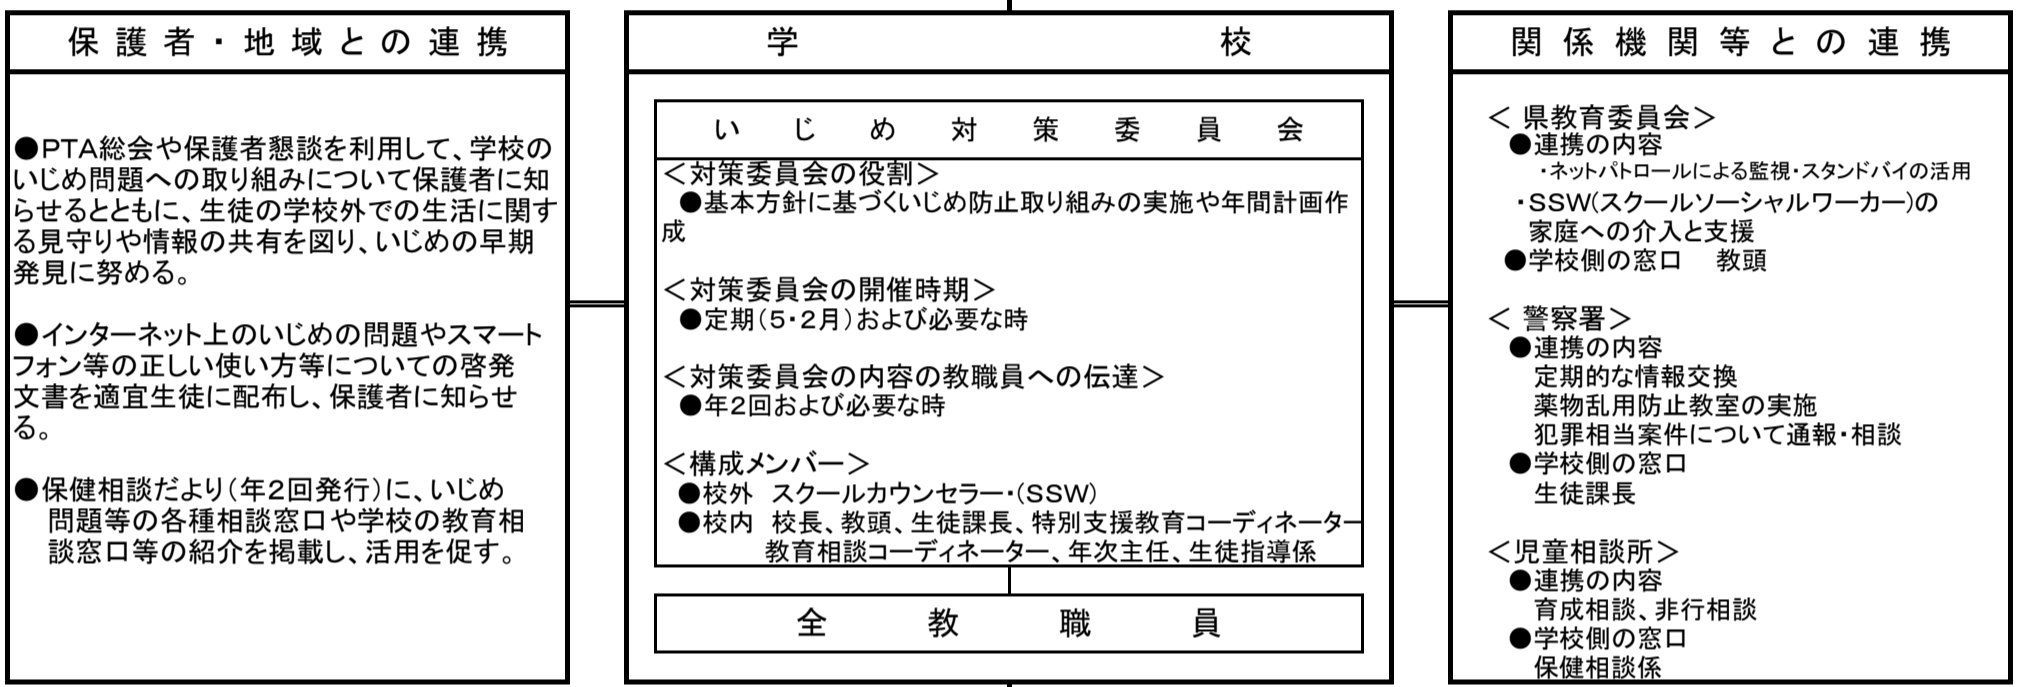 保護者・地域との連携
●PTA総会や保護者懇談を利用して、学校の
いじめ問題への取り組みについて保護者に知
らせるとともに、生徒の学校外での生活に関す
る見守りや情報の共有を図り、いじめの早期
発見に努める。
●インターネット上のいじめの問題やスマート
フォン等の正しい使い方等についての啓発
文書を適宜生徒に配布し、保護者に知らせ
る。
●保健相談だより（年2回発行）に、いじめ
問題等の各種相談窓口や学校の教育相
談窓口等の紹介を掲載し、活用を促す。
学校
いじめ対策委員会
＜対策委員会の役割＞
●基本方針に基づくいじめ防止取り組みの実施や年間計画作
成
＜対策委員会の開催時期＞
●定期（5・2月）および必要な時
＜対策委員会の内容の教職員への伝達＞
●年2回および必要な時
＜構成メンバー＞
●校外　スクールカウンセラー・(SSW)
●校内　校長、教頭、生徒課長、特別支援教育コーディネーター
教育相談コーディネーター、年次主任、生徒指導係
全教職員
関係機関等との連携
＜ 県教育委員会＞
●連携の内容
・ネットパトロールによる監視・スタンドバイの活用
・SSW(スクールソーシャルワーカー)の
家庭への介入と支援
●学校側の窓口　教頭
＜ 警察署＞
●連携の内容
定期的な情報交換
薬物乱用防止教室の実施
犯罪相当案件について通報・相談
●学校側の窓口
生徒課長
＜児童相談所＞
●連携の内容
育成相談、非行相談
●学校側の窓口
保健相談係